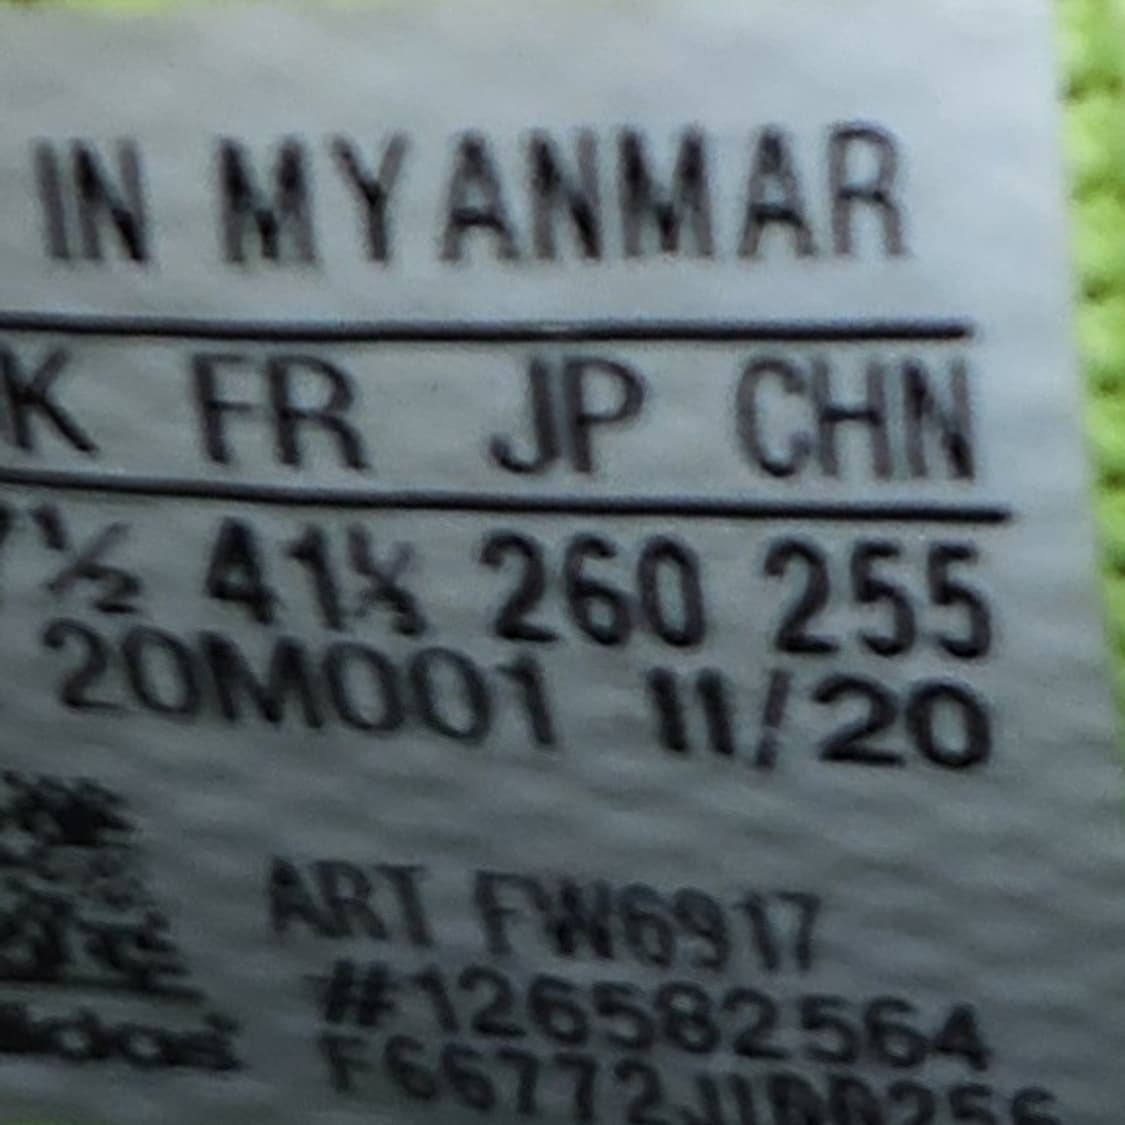 IN MYANMAR
K FR JP CHN
7½ 41⅓ 260 255
20M001 11/20
ART FW6917
#126582564